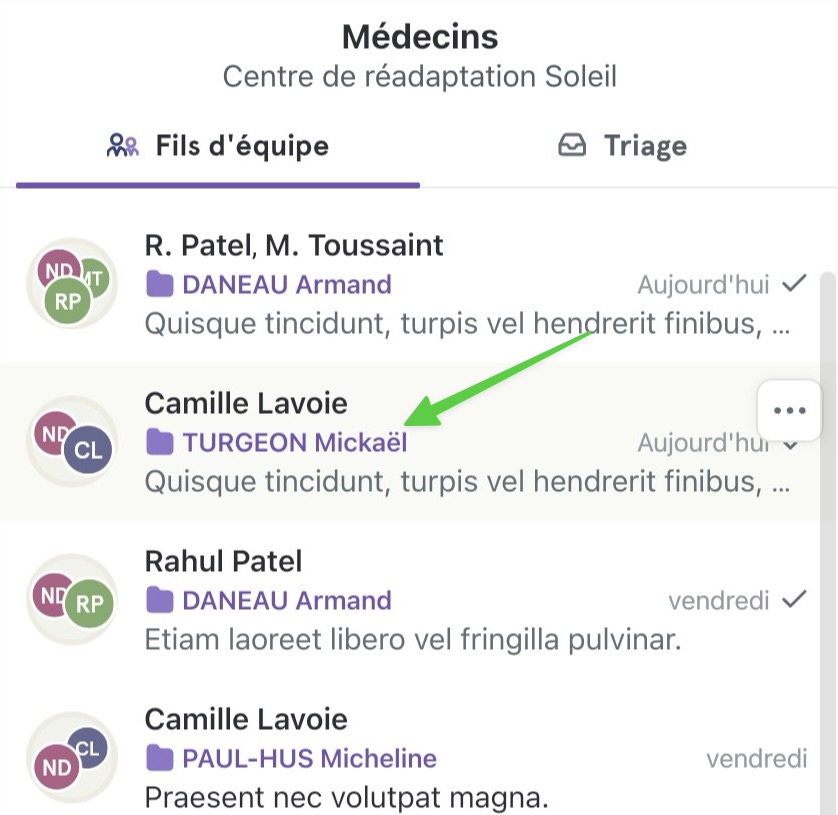 Médecins
Centre de réadaptation Soleil
Fils d'équipe
Triage
R. Patel, M. Toussaint
ND MT RP
DANEAU Armand
Aujourd'hui
Quisque tincidunt, turpis vel hendrerit finibus, ...
Camille Lavoie
ND CL
TURGEON Mickaël
Aujourd'hui
Quisque tincidunt, turpis vel hendrerit finibus, ...
Rahul Patel
ND RP
DANEAU Armand
vendredi
Etiam laoreet libero vel fringilla pulvinar.
Camille Lavoie
CL ND
PAUL-HUS Micheline
vendredi
Praesent nec volutpat magna.